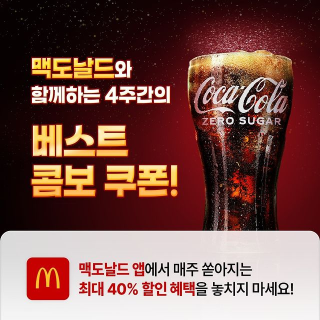 맥도날드와
함께하는 4주간의
베스트
콤보 쿠폰!
Coca-Cola
ZERO SUGAR
맥도날드 앱에서 매주 쏟아지는
최대 40% 할인 혜택을 놓치지 마세요!